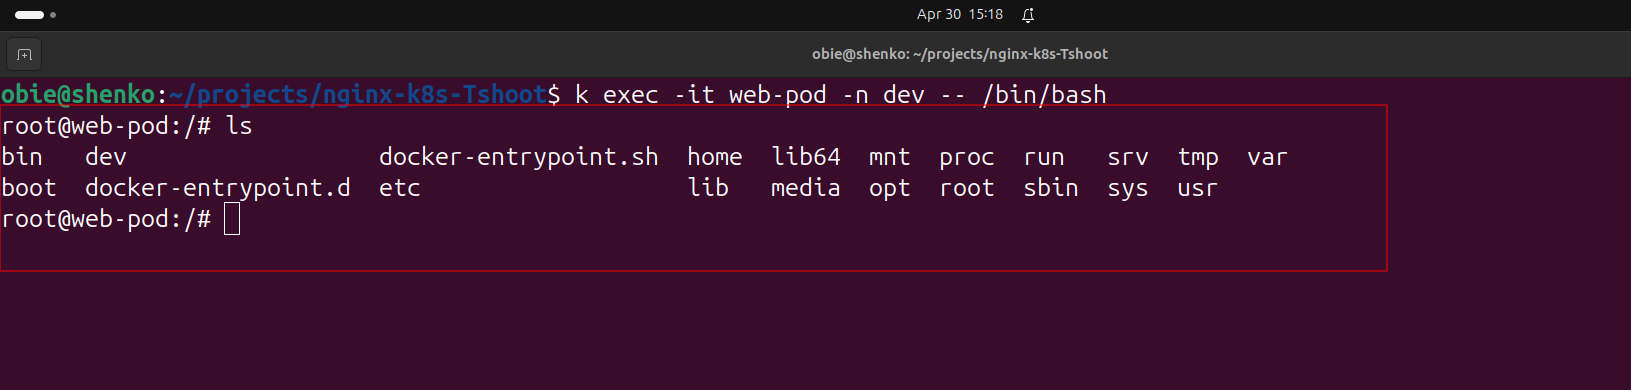 Apr 30 15:18
obie@shenko: ~/projects/nginx-k8s-Tshoot
obie@shenko:~/projects/nginx-k8s-Tshoot$ k exec -it web-pod -n dev -- /bin/bash
root@web-pod:/# ls
bin   dev                  docker-entrypoint.sh  home  lib64  mnt  proc  run   srv  tmp  var
boot  docker-entrypoint.d  etc                   lib   media  opt  root  sbin  sys  usr
root@web-pod:/#